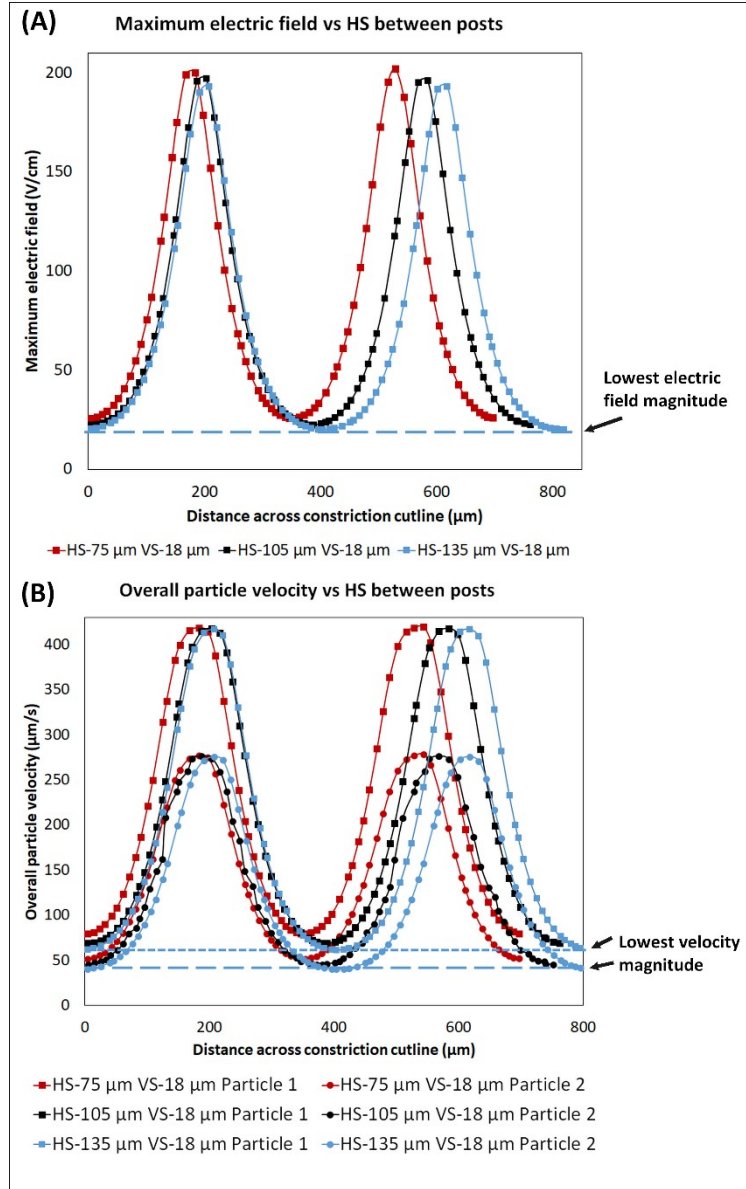 (A)
Maximum electric field vs HS between posts
200
150
100
50
0
Maximum electric field (V/cm)
Lowest electric
field magnitude
0 200 400 600 800
Distance across constriction cutline (µm)
HS-75 µm VS-18 µm HS-105 µm VS-18 µm HS-135 µm VS-18 µm
(B)
Overall particle velocity vs HS between posts
400
350
300
250
200
150
100
50
0
Overall particle velocity (µm/s)
Lowest velocity
magnitude
0 200 400 600 800
Distance across constriction cutline (µm)
HS-75 µm VS-18 µm Particle 1 HS-75 µm VS-18 µm Particle 2
HS-105 µm VS-18 µm Particle 1 HS-105 µm VS-18 µm Particle 2
HS-135 µm VS-18 µm Particle 1 HS-135 µm VS-18 µm Particle 2